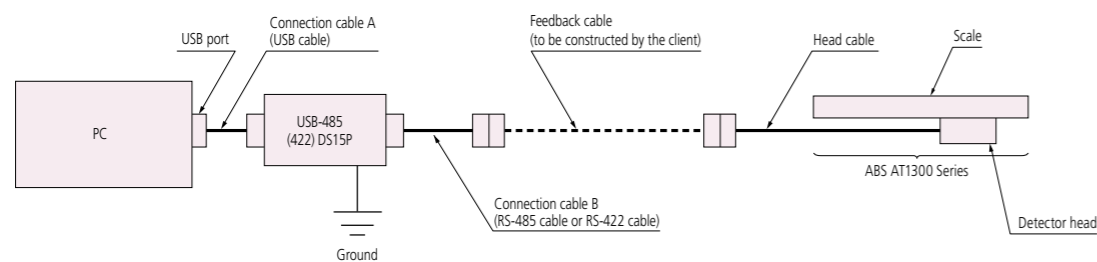 Connection cable A
(USB cable)
USB port
Feedback cable
(to be constructed by the client)
Head cable
Scale
PC
USB-485
(422) DS15P
ABS AT1300 Series
Connection cable B
(RS-485 cable or RS-422 cable)
Detector head
Ground